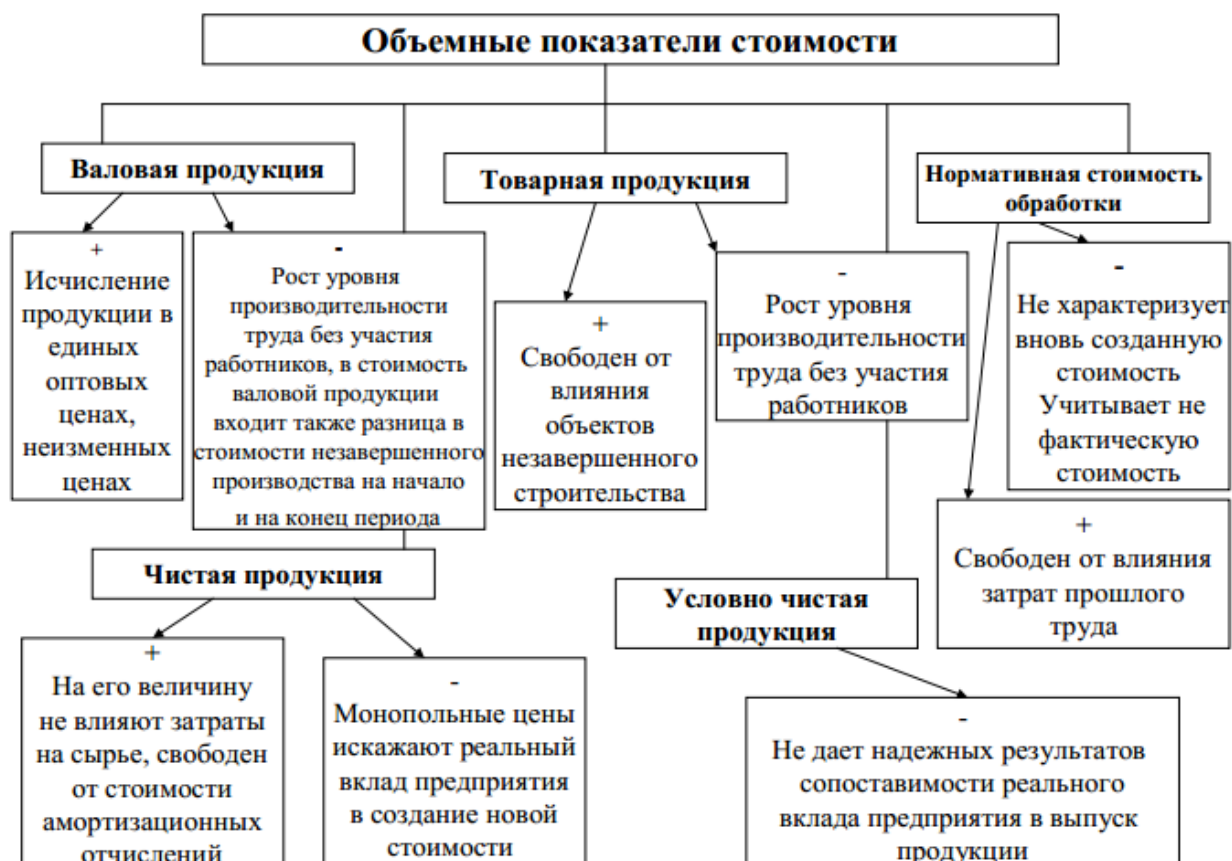 Объемные показатели стоимости
Валовая продукция
+
Исчисление
продукции в
единых
оптовых
ценах,
неизменных
ценах
-
Рост уровня
производительности
труда без участия
работников, в стоимость
валовой продукции
входит также разница в
стоимости незавершенного
производства на начало
и на конец периода
Товарная продукция
+
Свободен от
влияния
объектов
незавершенного
строительства
-
Рост уровня
производительности
труда без участия
работников
Нормативная стоимость
обработки
-
Не характеризует
вновь созданную
стоимость
Учитывает не
фактическую
стоимость
+
Свободен от влияния
затрат прошлого
труда
Чистая продукция
+
На его величину
не влияют затраты
на сырье, свободен
от стоимости
амортизационных
отчислений
-
Монопольные цены
искажают реальный
вклад предприятия
в создание новой
стоимости
Условно чистая
продукция
-
Не дает надежных результатов
сопоставимости реального
вклада предприятия в выпуск
продукции